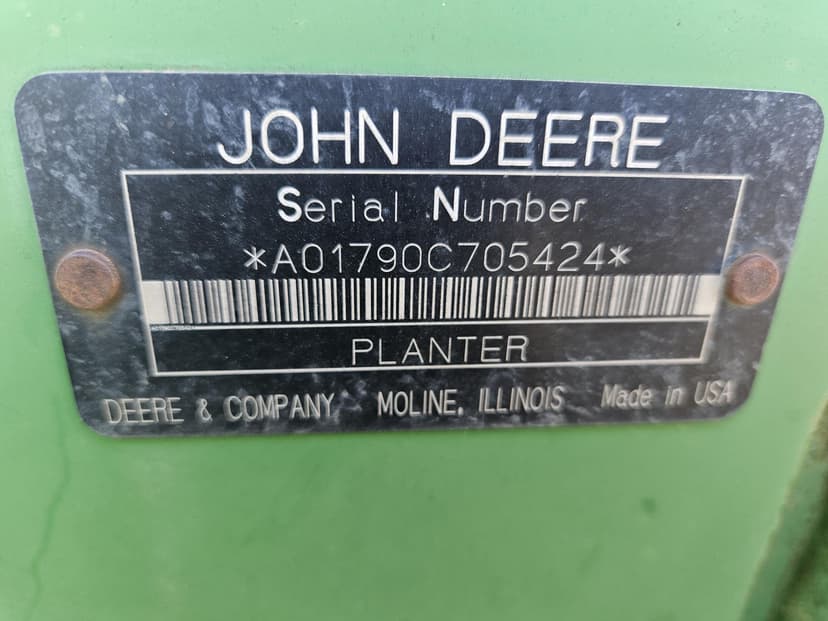 JOHN DEERE
Serial Number
*A01790C705424*
PLANTER
DEERE & COMPANY MOLINE, ILLINOIS Made in USA